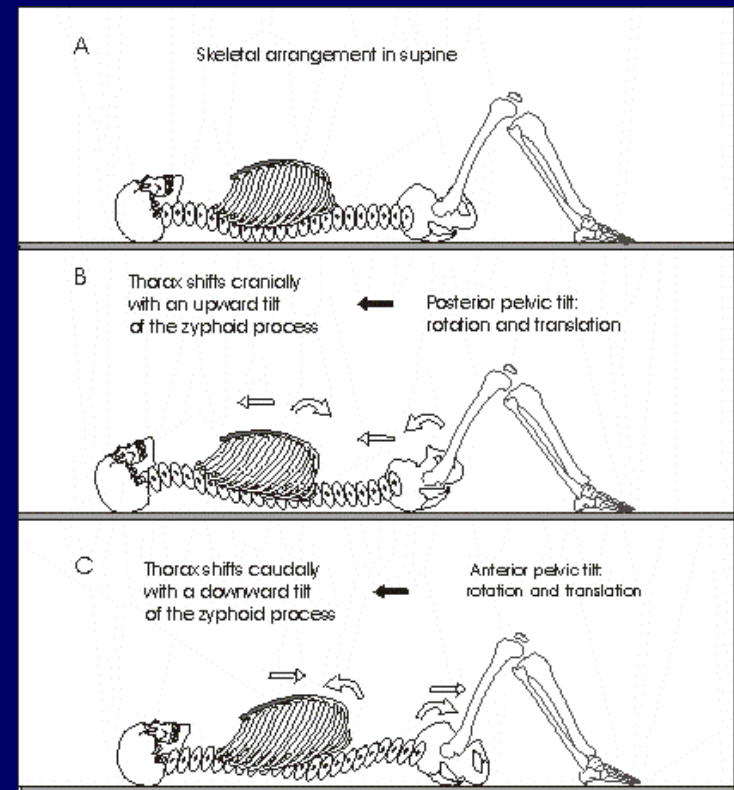 A
Skeletal arrangement in supine
B
Thorax shifts cranially
with an upward tilt
of the zyphoid process
Posterior pelvic tilt:
rotation and translation
C
Thorax shifts caudally
with a downward tilt
of the zyphoid process
Anterior pelvic tilt:
rotation and translation